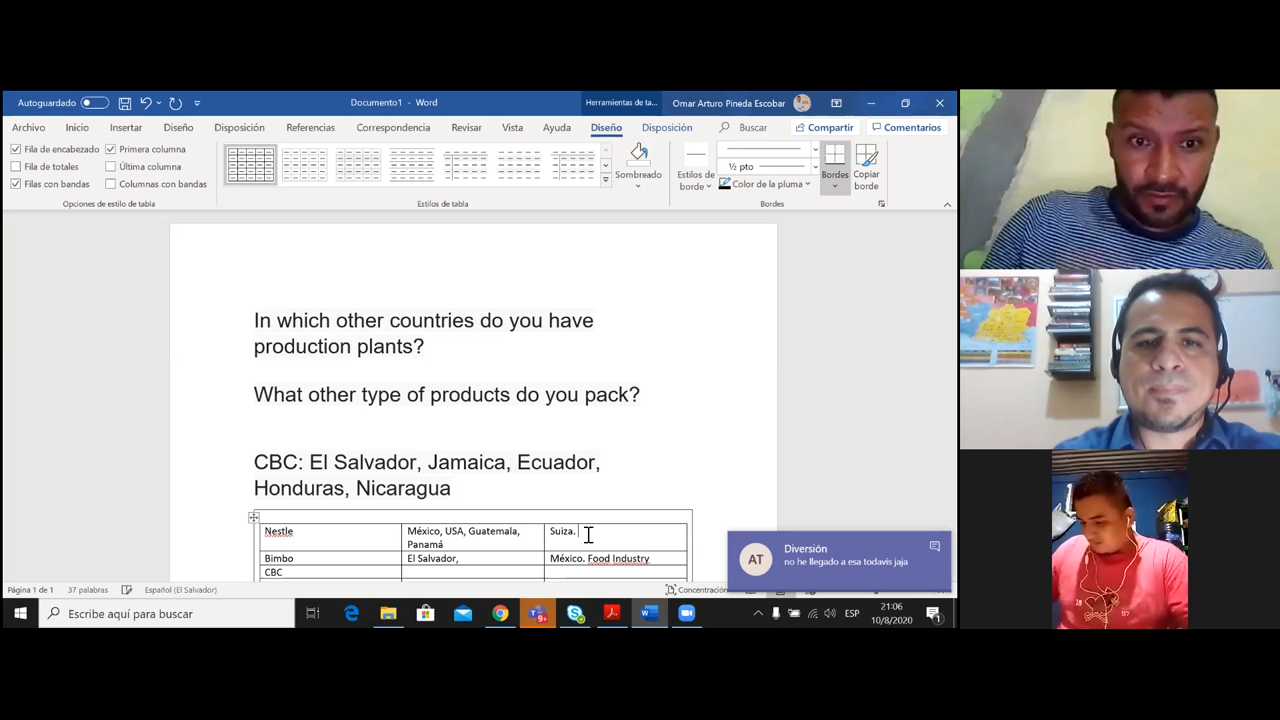 Autoguardado
Documento1 - Word
Herramientas de ta...
Omar Arturo Pineda Escobar
Archivo
Inicio
Insertar
Diseño
Disposición
Referencias
Correspondencia
Revisar
Vista
Ayuda
Diseño
Disposición
Buscar
Compartir
Comentarios
Fila de encabezado
Primera columna
Fila de totales
Última columna
Filas con bandas
Columnas con bandas
Opciones de estilo de tabla
Estilos de tabla
Sombreado
Estilos de borde
½ pto
Color de la pluma
Bordes
Copiar borde
Bordes
In which other countries do you have
production plants?
What other type of products do you pack?
CBC: El Salvador, Jamaica, Ecuador,
Honduras, Nicaragua
Nestle
México, USA, Guatemala,
Panamá
Suiza.
Bimbo
El Salvador,
México. Food Industry
CBC
AT
Diversión
no he llegado a esa todavis jaja
Página 1 de 1
37 palabras
Español (El Salvador)
Concentración
Escribe aquí para buscar
9+
ESP
21:06
10/8/2020
1